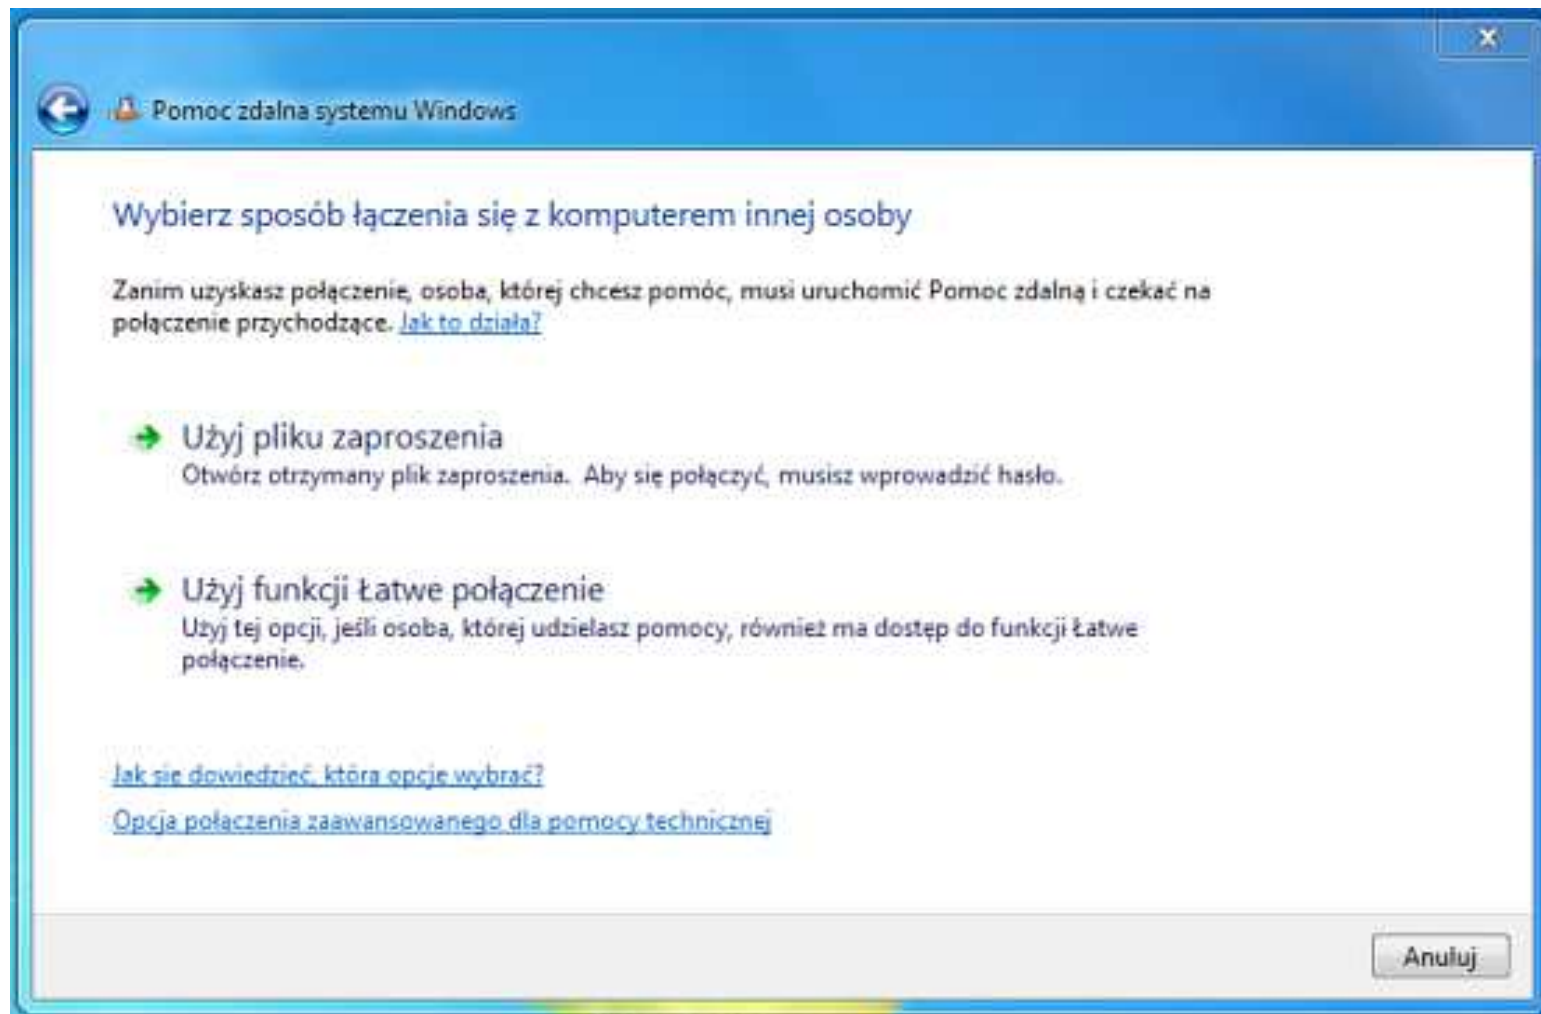 Pomoc zdalna systemu Windows
Wybierz sposób łączenia się z komputerem innej osoby
Zanim uzyskasz połączenie, osoba, której chcesz pomóc, musi uruchomić Pomoc zdalną i czekać na
połączenie przychodzące. Jak to działa?
Użyj pliku zaproszenia
Otwórz otrzymany plik zaproszenia. Aby się połączyć, musisz wprowadzić hasło.
Użyj funkcji Łatwe połączenie
Użyj tej opcji, jeśli osoba, której udzielasz pomocy, również ma dostęp do funkcji Łatwe
połączenie.
Jak się dowiedzieć, którą opcję wybrać?
Opcja połączenia zaawansowanego dla pomocy technicznej
Anuluj